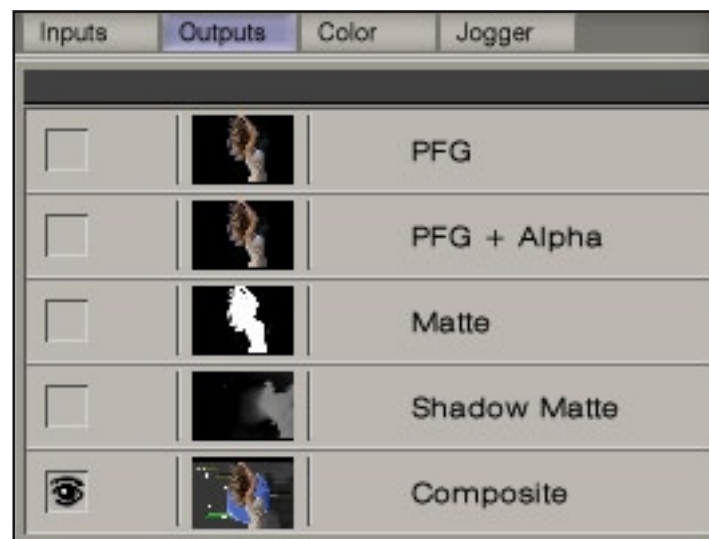 Inputs Outputs Color Jogger
PFG
PFG + Alpha
Matte
Shadow Matte
Composite